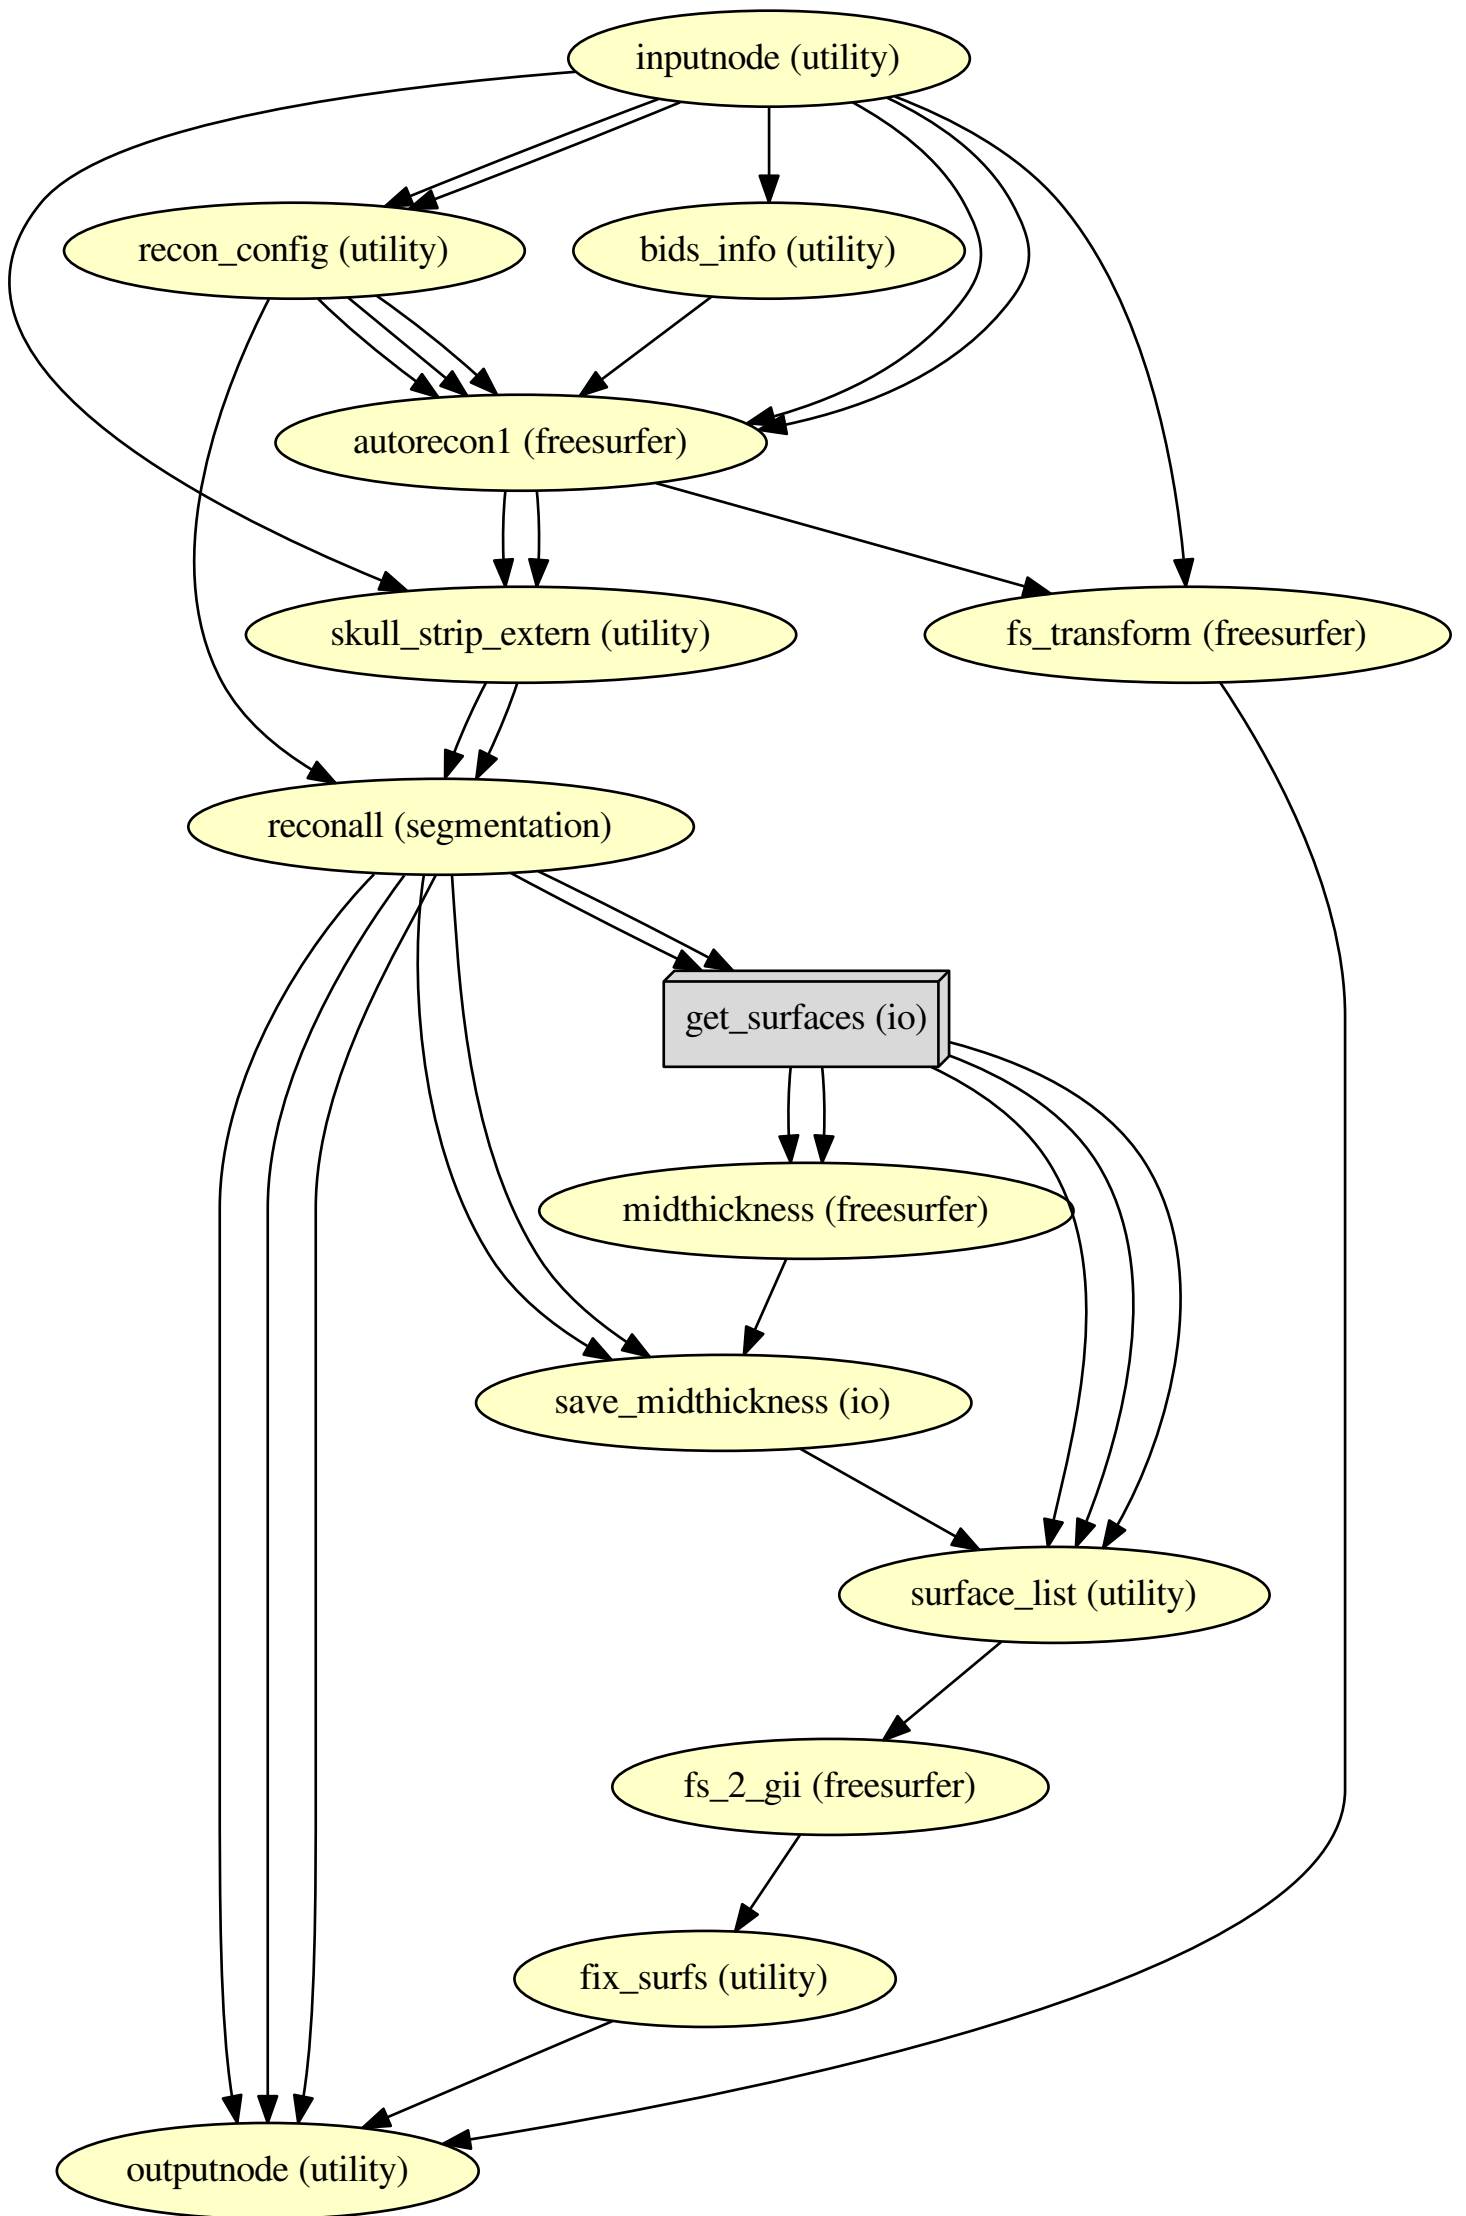 inputnode (utility)
recon_config (utility)
bids_info (utility)
autorecon1 (freesurfer)
skull_strip_extern (utility)
fs_transform (freesurfer)
reconall (segmentation)
get_surfaces (io)
midthickness (freesurfer)
save_midthickness (io)
surface_list (utility)
fs_2_gii (freesurfer)
fix_surfs (utility)
outputnode (utility)